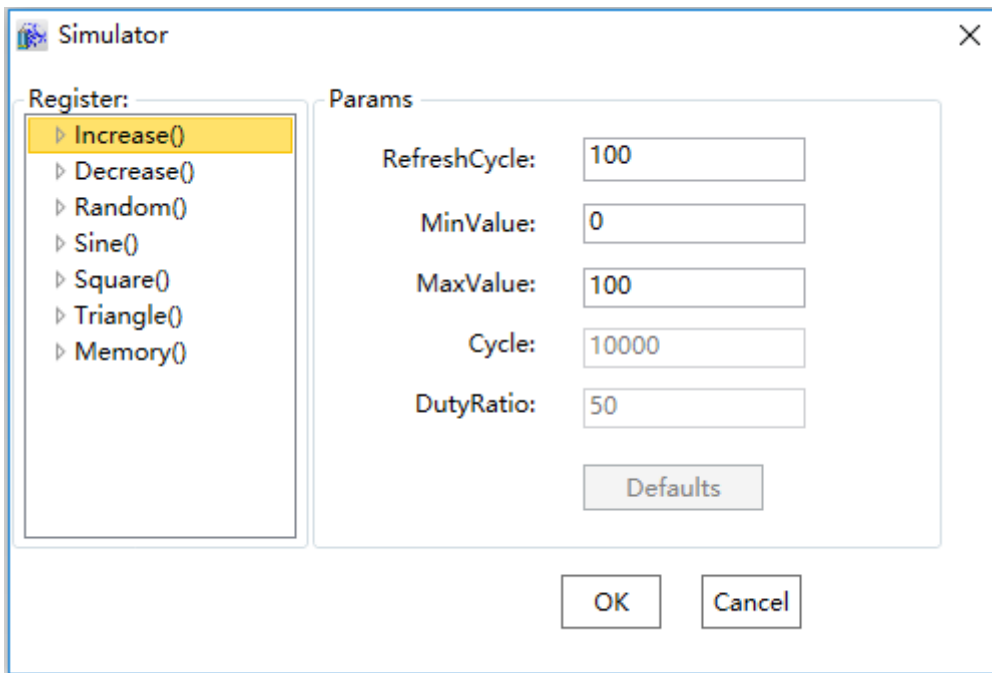 Simulator
Register:
Increase()
Decrease()
Random()
Sine()
Square()
Triangle()
Memory()
Params
RefreshCycle: 100
MinValue: 0
MaxValue: 100
Cycle: 10000
DutyRatio: 50
Defaults
OK Cancel